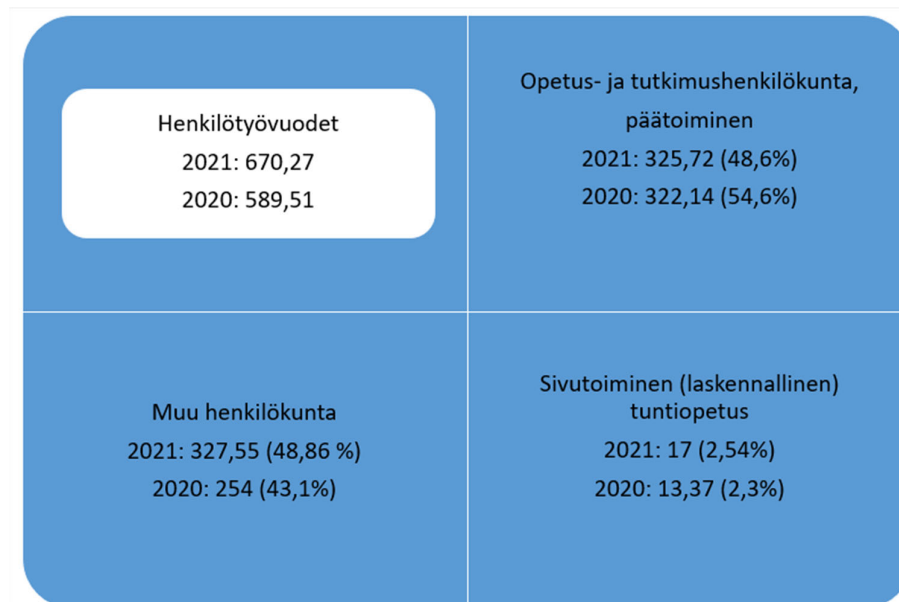 Henkilötyövuodet
2021: 670,27
2020: 589,51
Opetus- ja tutkimushenkilökunta,
päätoiminen
2021: 325,72 (48,6%)
2020: 322,14 (54,6%)
Muu henkilökunta
2021: 327,55 (48,86 %)
2020: 254 (43,1%)
Sivutoiminen (laskennallinen)
tuntiopetus
2021: 17 (2,54%)
2020: 13,37 (2,3%)